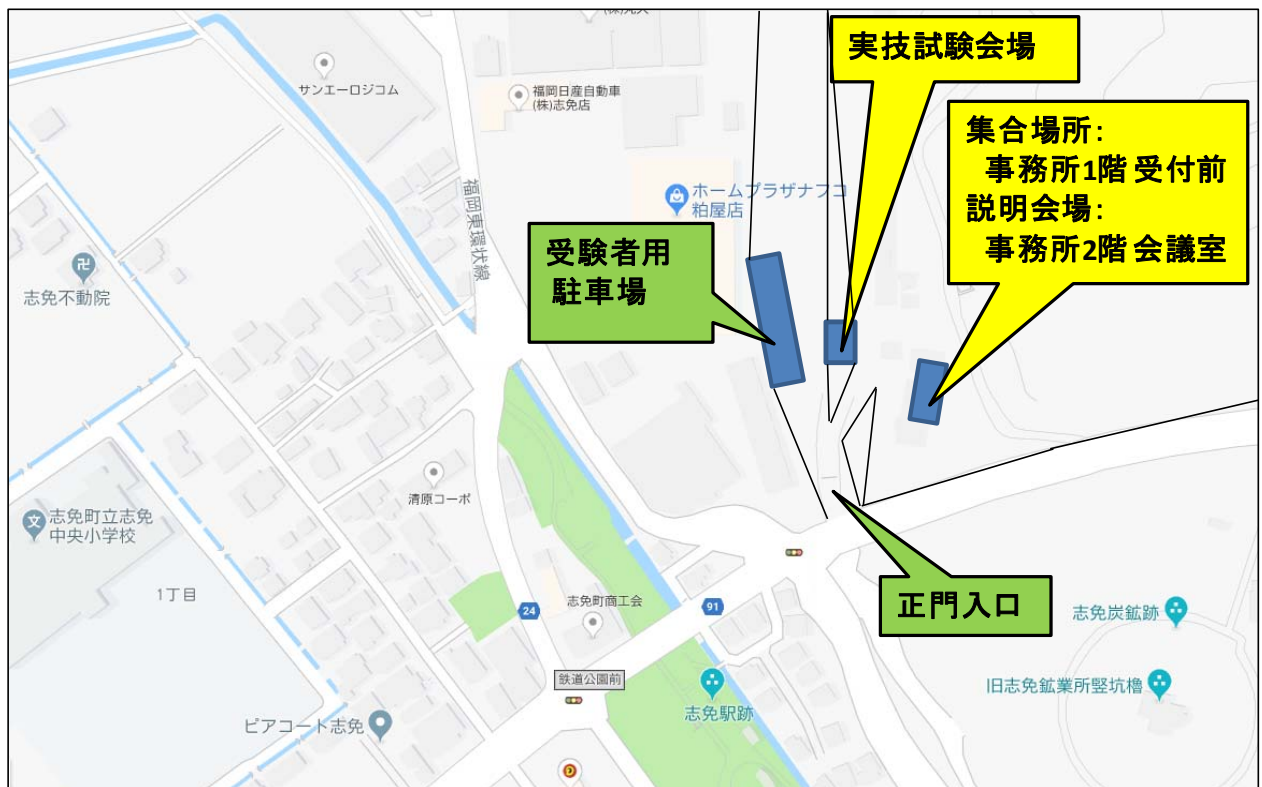 サンエーロジコム
福岡日産自動車
(株)志免店
実技試験会場
集合場所:
事務所1階 受付前
説明会場:
事務所2階 会議室
福岡東環状線
ホームプラザナフコ
粕屋店
受験者用
駐車場
志免不動院
清原コーポ
志免町立志免
中央小学校
1丁目
24
志免町商工会
91
正門入口
志免炭鉱跡
鉄道公園前
旧志免鉱業所竪坑櫓
志免駅跡
ピアコート志免